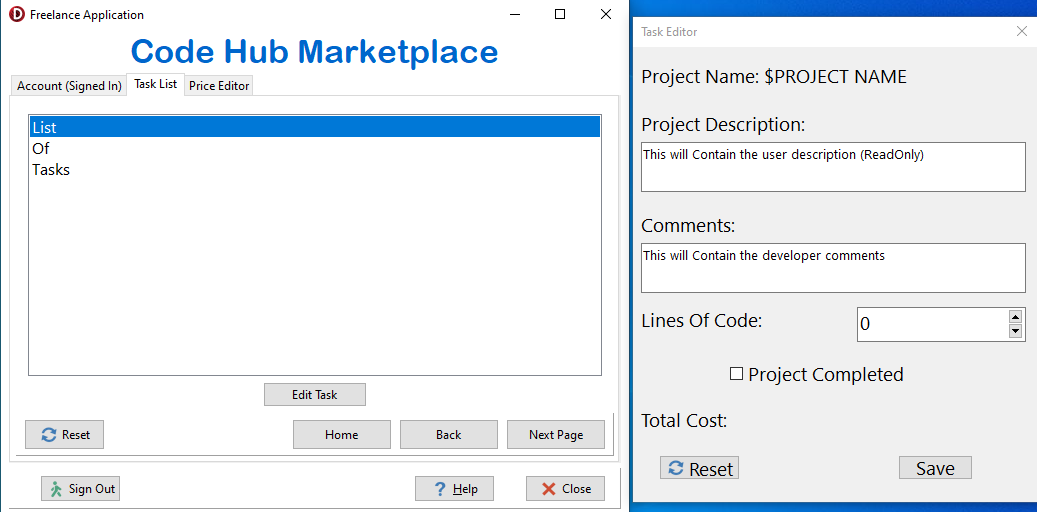 Freelance Application
Code Hub Marketplace
Account (Signed In) Task List Price Editor
List
Of
Tasks
Edit Task
Reset Home Back Next Page
Sign Out Help Close
Task Editor
Project Name: $PROJECT NAME
Project Description:
This will Contain the user description (ReadOnly)
Comments:
This will Contain the developer comments
Lines Of Code: 0
Project Completed
Total Cost:
Reset Save